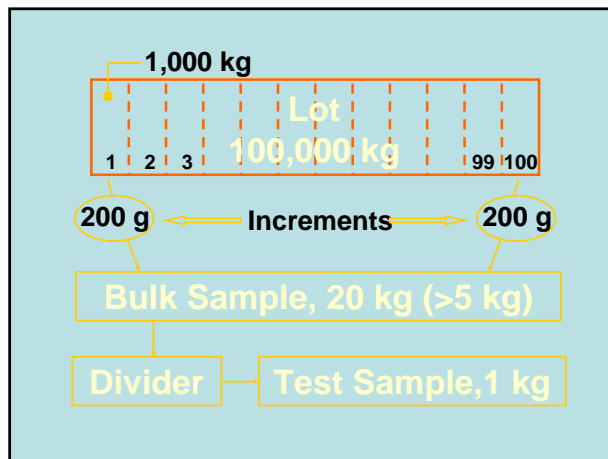 1,000 kg
Lot
100,000 kg
1 2 3 99 100
200 g Increments 200 g
Bulk Sample, 20 kg (>5 kg)
Divider Test Sample,1 kg